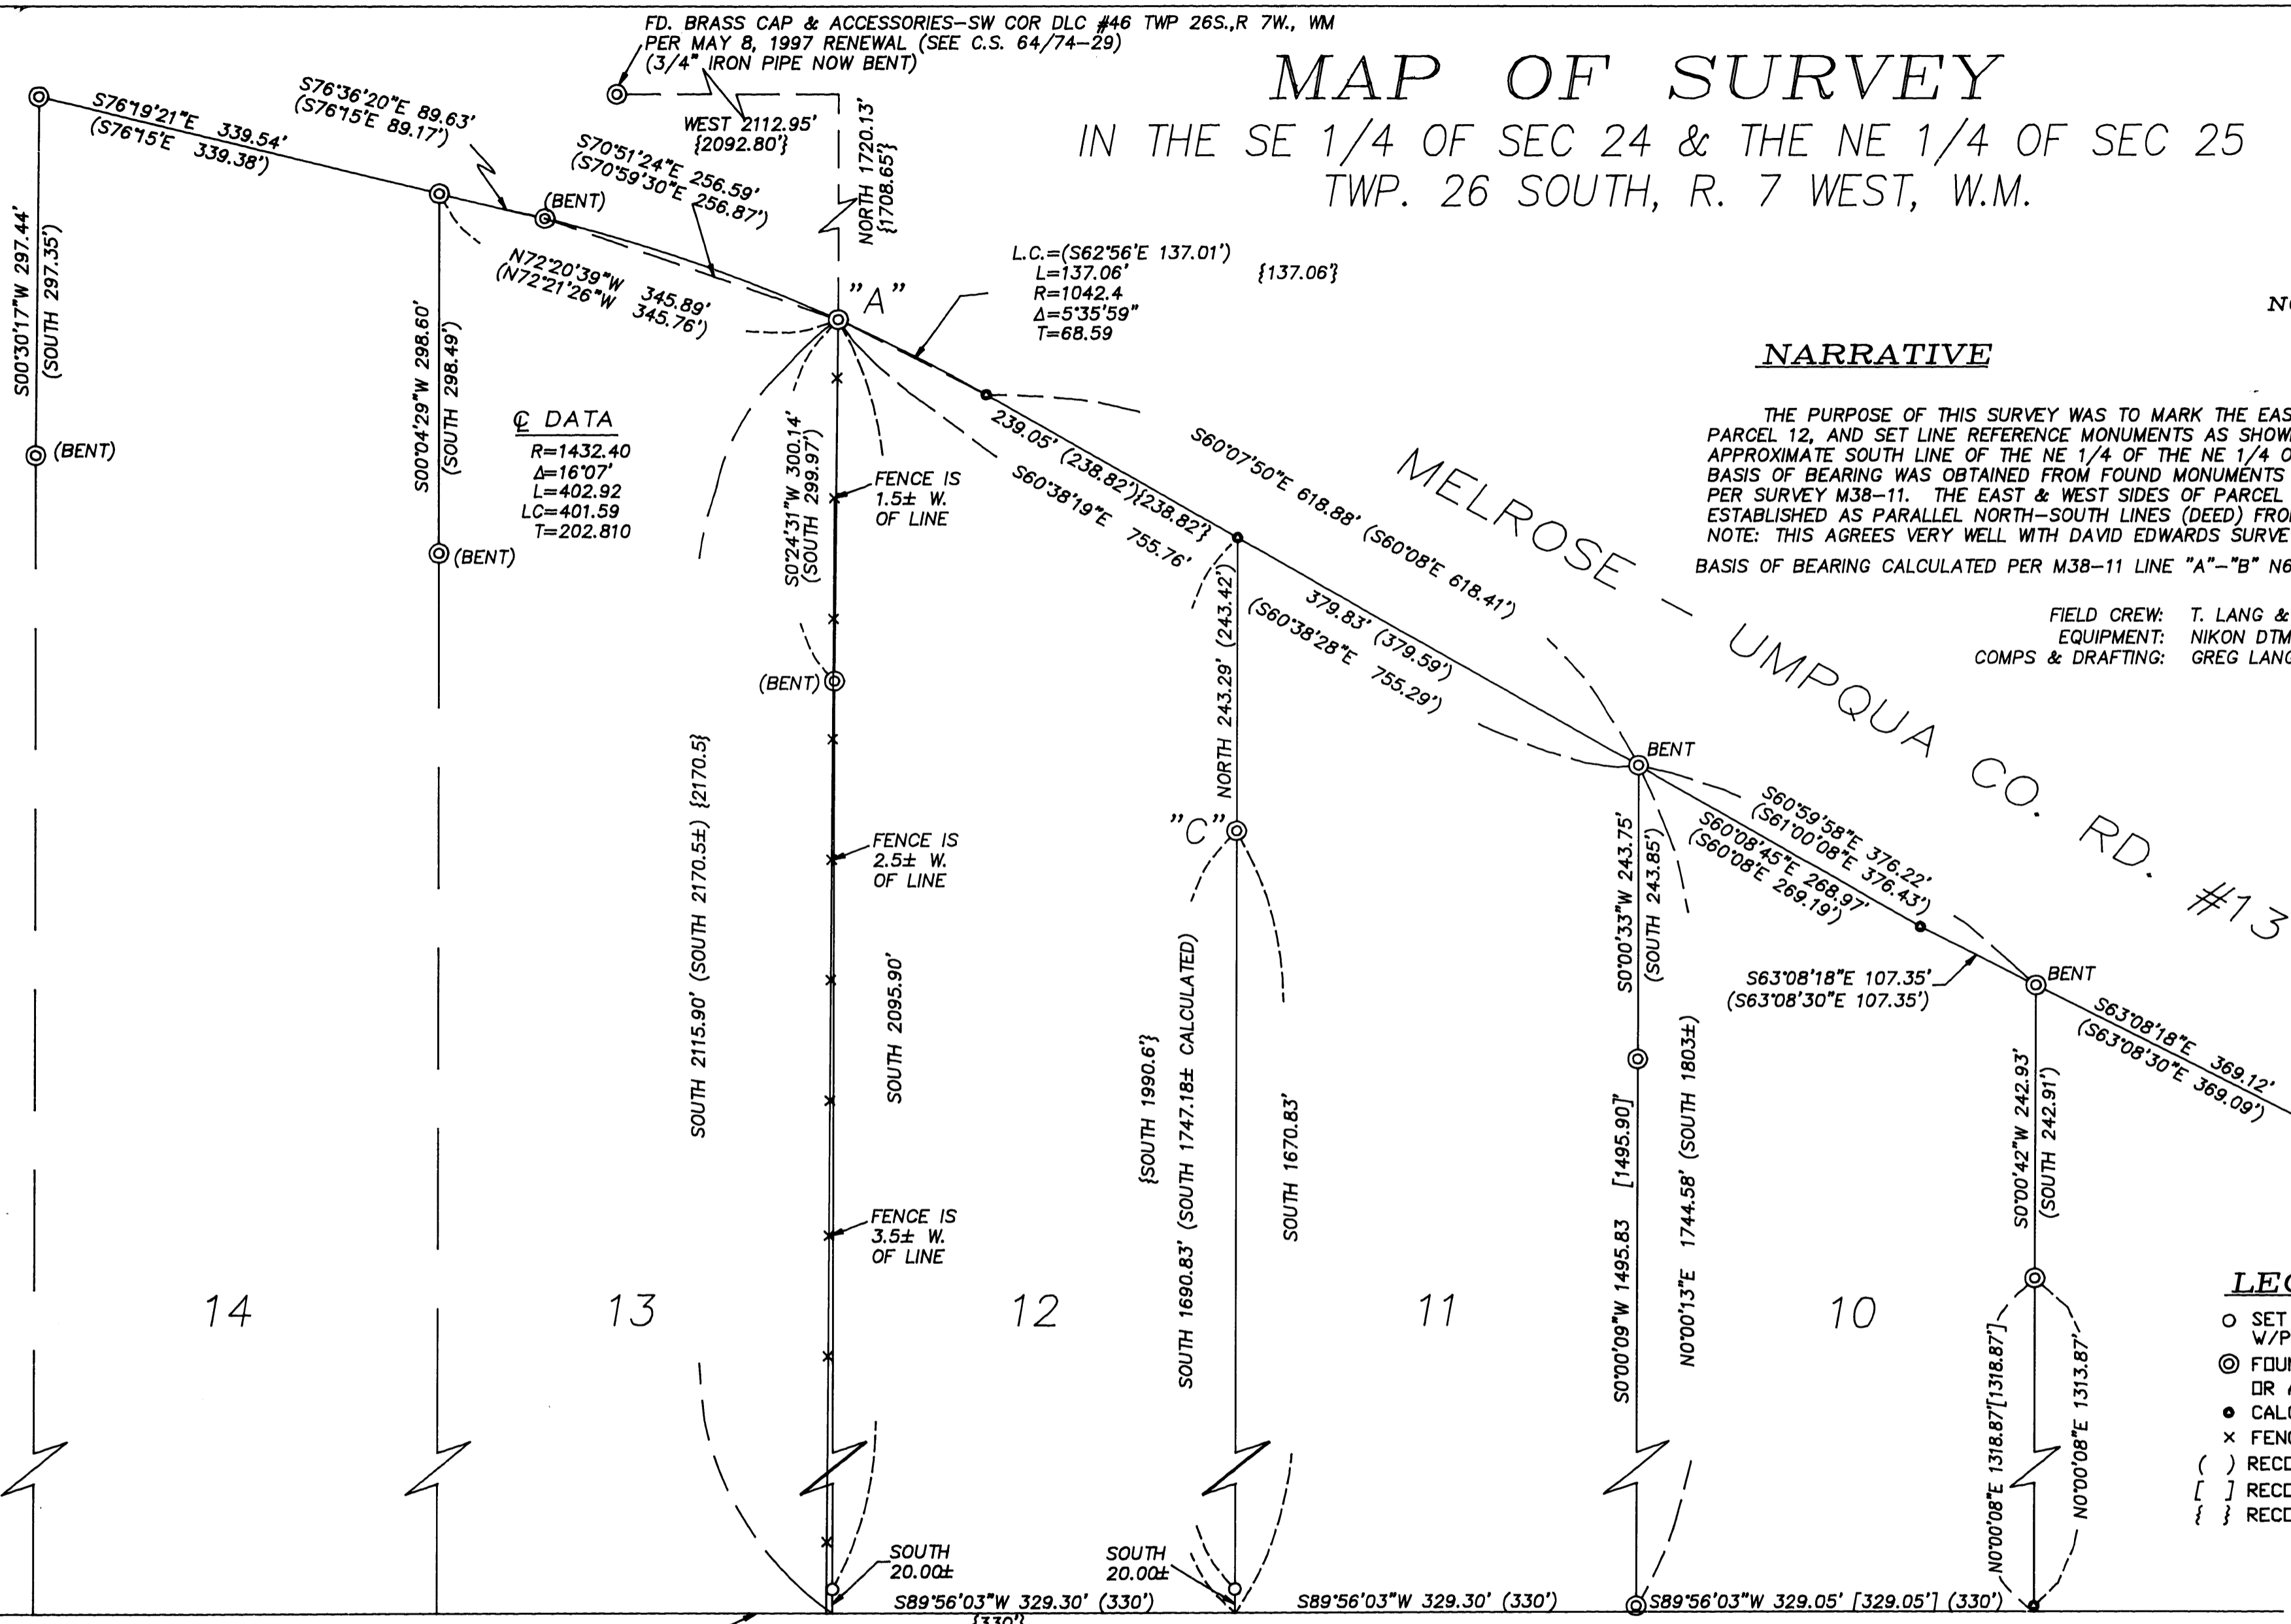 FD. BRASS CAP & ACCESSORIES-SW COR DLC #46 TWP 26S.,R 7W., WM
PER MAY 8, 1997 RENEWAL (SEE C.S. 64/74-29)
(3/4" IRON PIPE NOW BENT)
MAP OF SURVEY
IN THE SE 1/4 OF SEC 24 & THE NE 1/4 OF SEC 25
TWP. 26 SOUTH, R. 7 WEST, W.M.
S76°19'21"E 339.54'
(S76°15'E 339.38')
S76°36'20"E 89.63'
(S76°15'E 89.17')
WEST 2112.95'
{2092.80'}
NORTH 1720.13'
{1708.65'}
S70°51'24"E 256.59'
(S70°59'30"E 256.87')
(BENT)
N72°20'39"W 345.89'
(N72°21'26"W 345.76')
"A"
L.C.=(S62°56'E 137.01')
L=137.06'
{137.06'}
R=1042.4
Δ=5°35'59"
T=68.59
S00°30'17"W 297.44'
(SOUTH 297.35')
(BENT)
S00°04'29"W 298.60'
(SOUTH 298.49')
(BENT)
℄ DATA
R=1432.40
Δ=16°07'
L=402.92
LC=401.59
T=202.810
S0°24'31"W 300.14'
(SOUTH 299.97')
FENCE IS
1.5± W.
OF LINE
(BENT)
239.05' (238.82'){238.82'}
S60°38'19"E 755.76'
S60°07'50"E 618.88' (S60°08'E 618.41')
379.83' (379.59')
(S60°38'28"E 755.29')
MELROSE — UMPQUA CO. RD. #13
NARRATIVE
THE PURPOSE OF THIS SURVEY WAS TO MARK THE EAS
PARCEL 12, AND SET LINE REFERENCE MONUMENTS AS SHOW
APPROXIMATE SOUTH LINE OF THE NE 1/4 OF THE NE 1/4 O
BASIS OF BEARING WAS OBTAINED FROM FOUND MONUMENTS
PER SURVEY M38-11. THE EAST & WEST SIDES OF PARCEL
ESTABLISHED AS PARALLEL NORTH-SOUTH LINES (DEED) FRO
NOTE: THIS AGREES VERY WELL WITH DAVID EDWARDS SURVE
BASIS OF BEARING CALCULATED PER M38-11 LINE "A"-"B" N6
FIELD CREW: T. LANG &
EQUIPMENT: NIKON DTM
COMPS & DRAFTING: GREG LANG
NORTH 243.29' (243.42')
"C"
BENT
S60°59'58"E 376.22'
(S61°00'08"E 376.43')
S60°08'45"E 268.97'
(S60°08'E 269.19')
S63°08'18"E 107.35'
(S63°08'30"E 107.35')
BENT
S63°08'18"E 369.12'
(S63°08'30"E 369.09')
S0°00'33"W 243.75'
(SOUTH 243.85')
S0°00'42"W 242.93'
(SOUTH 242.91')
SOUTH 2115.90' (SOUTH 2170.5±) {2170.5}
FENCE IS
2.5± W.
OF LINE
SOUTH 2095.90'
FENCE IS
3.5± W.
OF LINE
{SOUTH 1990.6'}
SOUTH 1690.83' (SOUTH 1747.18± CALCULATED)
SOUTH 1670.83'
S0°00'09"W 1495.83 [1495.90]'
N0°00'13"E 1744.58' (SOUTH 1803±)
N0°00'08"E 1318.87'[1318.87']
N0°00'08"E 1313.87'
14
13
12
11
10
LEG
SET
W/P
FOUN
OR A
CALC
× FENC
( ) RECD
[ ] RECD
{ } RECD
SOUTH
20.00±
SOUTH
20.00±
S89°56'03"W 329.30' (330')
{330'}
S89°56'03"W 329.30' (330')
S89°56'03"W 329.05' [329.05'] (330')